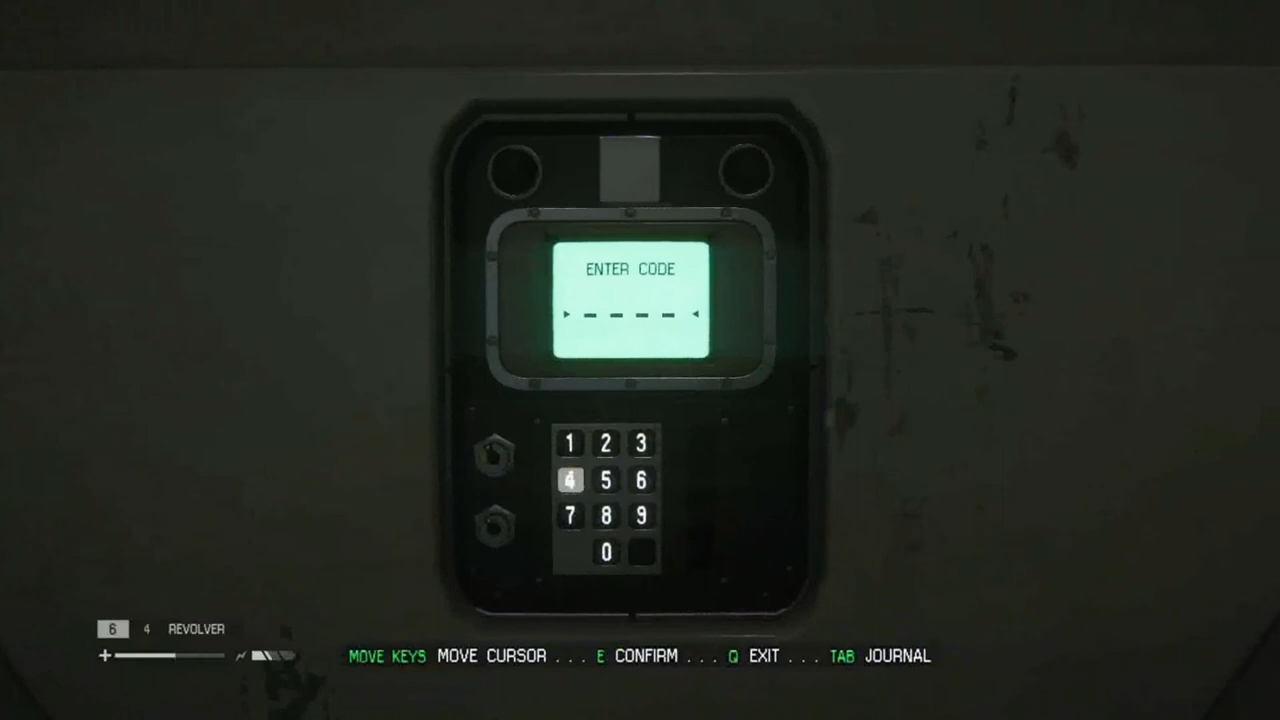 ENTER CODE
1 2 3
4 5 6
7 8 9
0
6 4 REVOLVER
MOVE KEYS MOVE CURSOR . . . E CONFIRM . . . Q EXIT . . . TAB JOURNAL